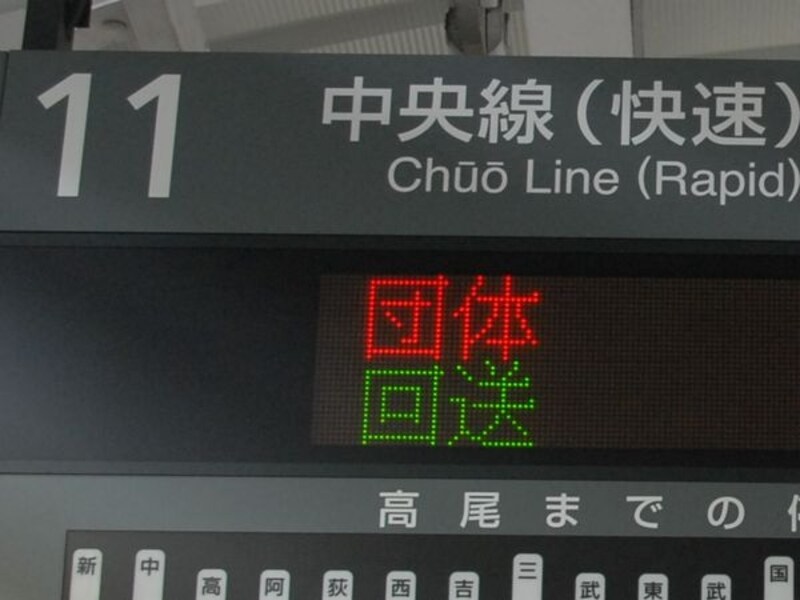 11 中央線(快速)
Chūō Line (Rapid)
団体
回送
高尾までの
新 中 高 阿 荻 西 吉 三 武 東 武 国